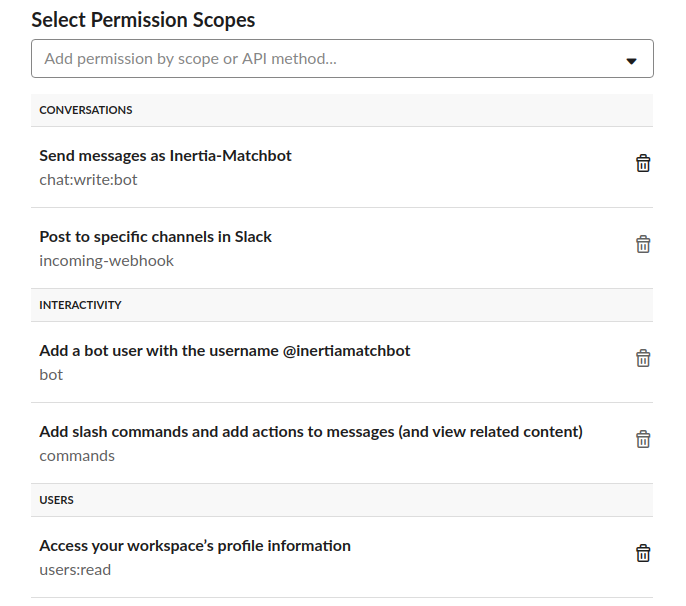 Select Permission Scopes
Add permission by scope or API method...
CONVERSATIONS
Send messages as Inertia-Matchbot
chat:write:bot
Post to specific channels in Slack
incoming-webhook
INTERACTIVITY
Add a bot user with the username @inertiamatchbot
bot
Add slash commands and add actions to messages (and view related content)
commands
USERS
Access your workspace’s profile information
users:read